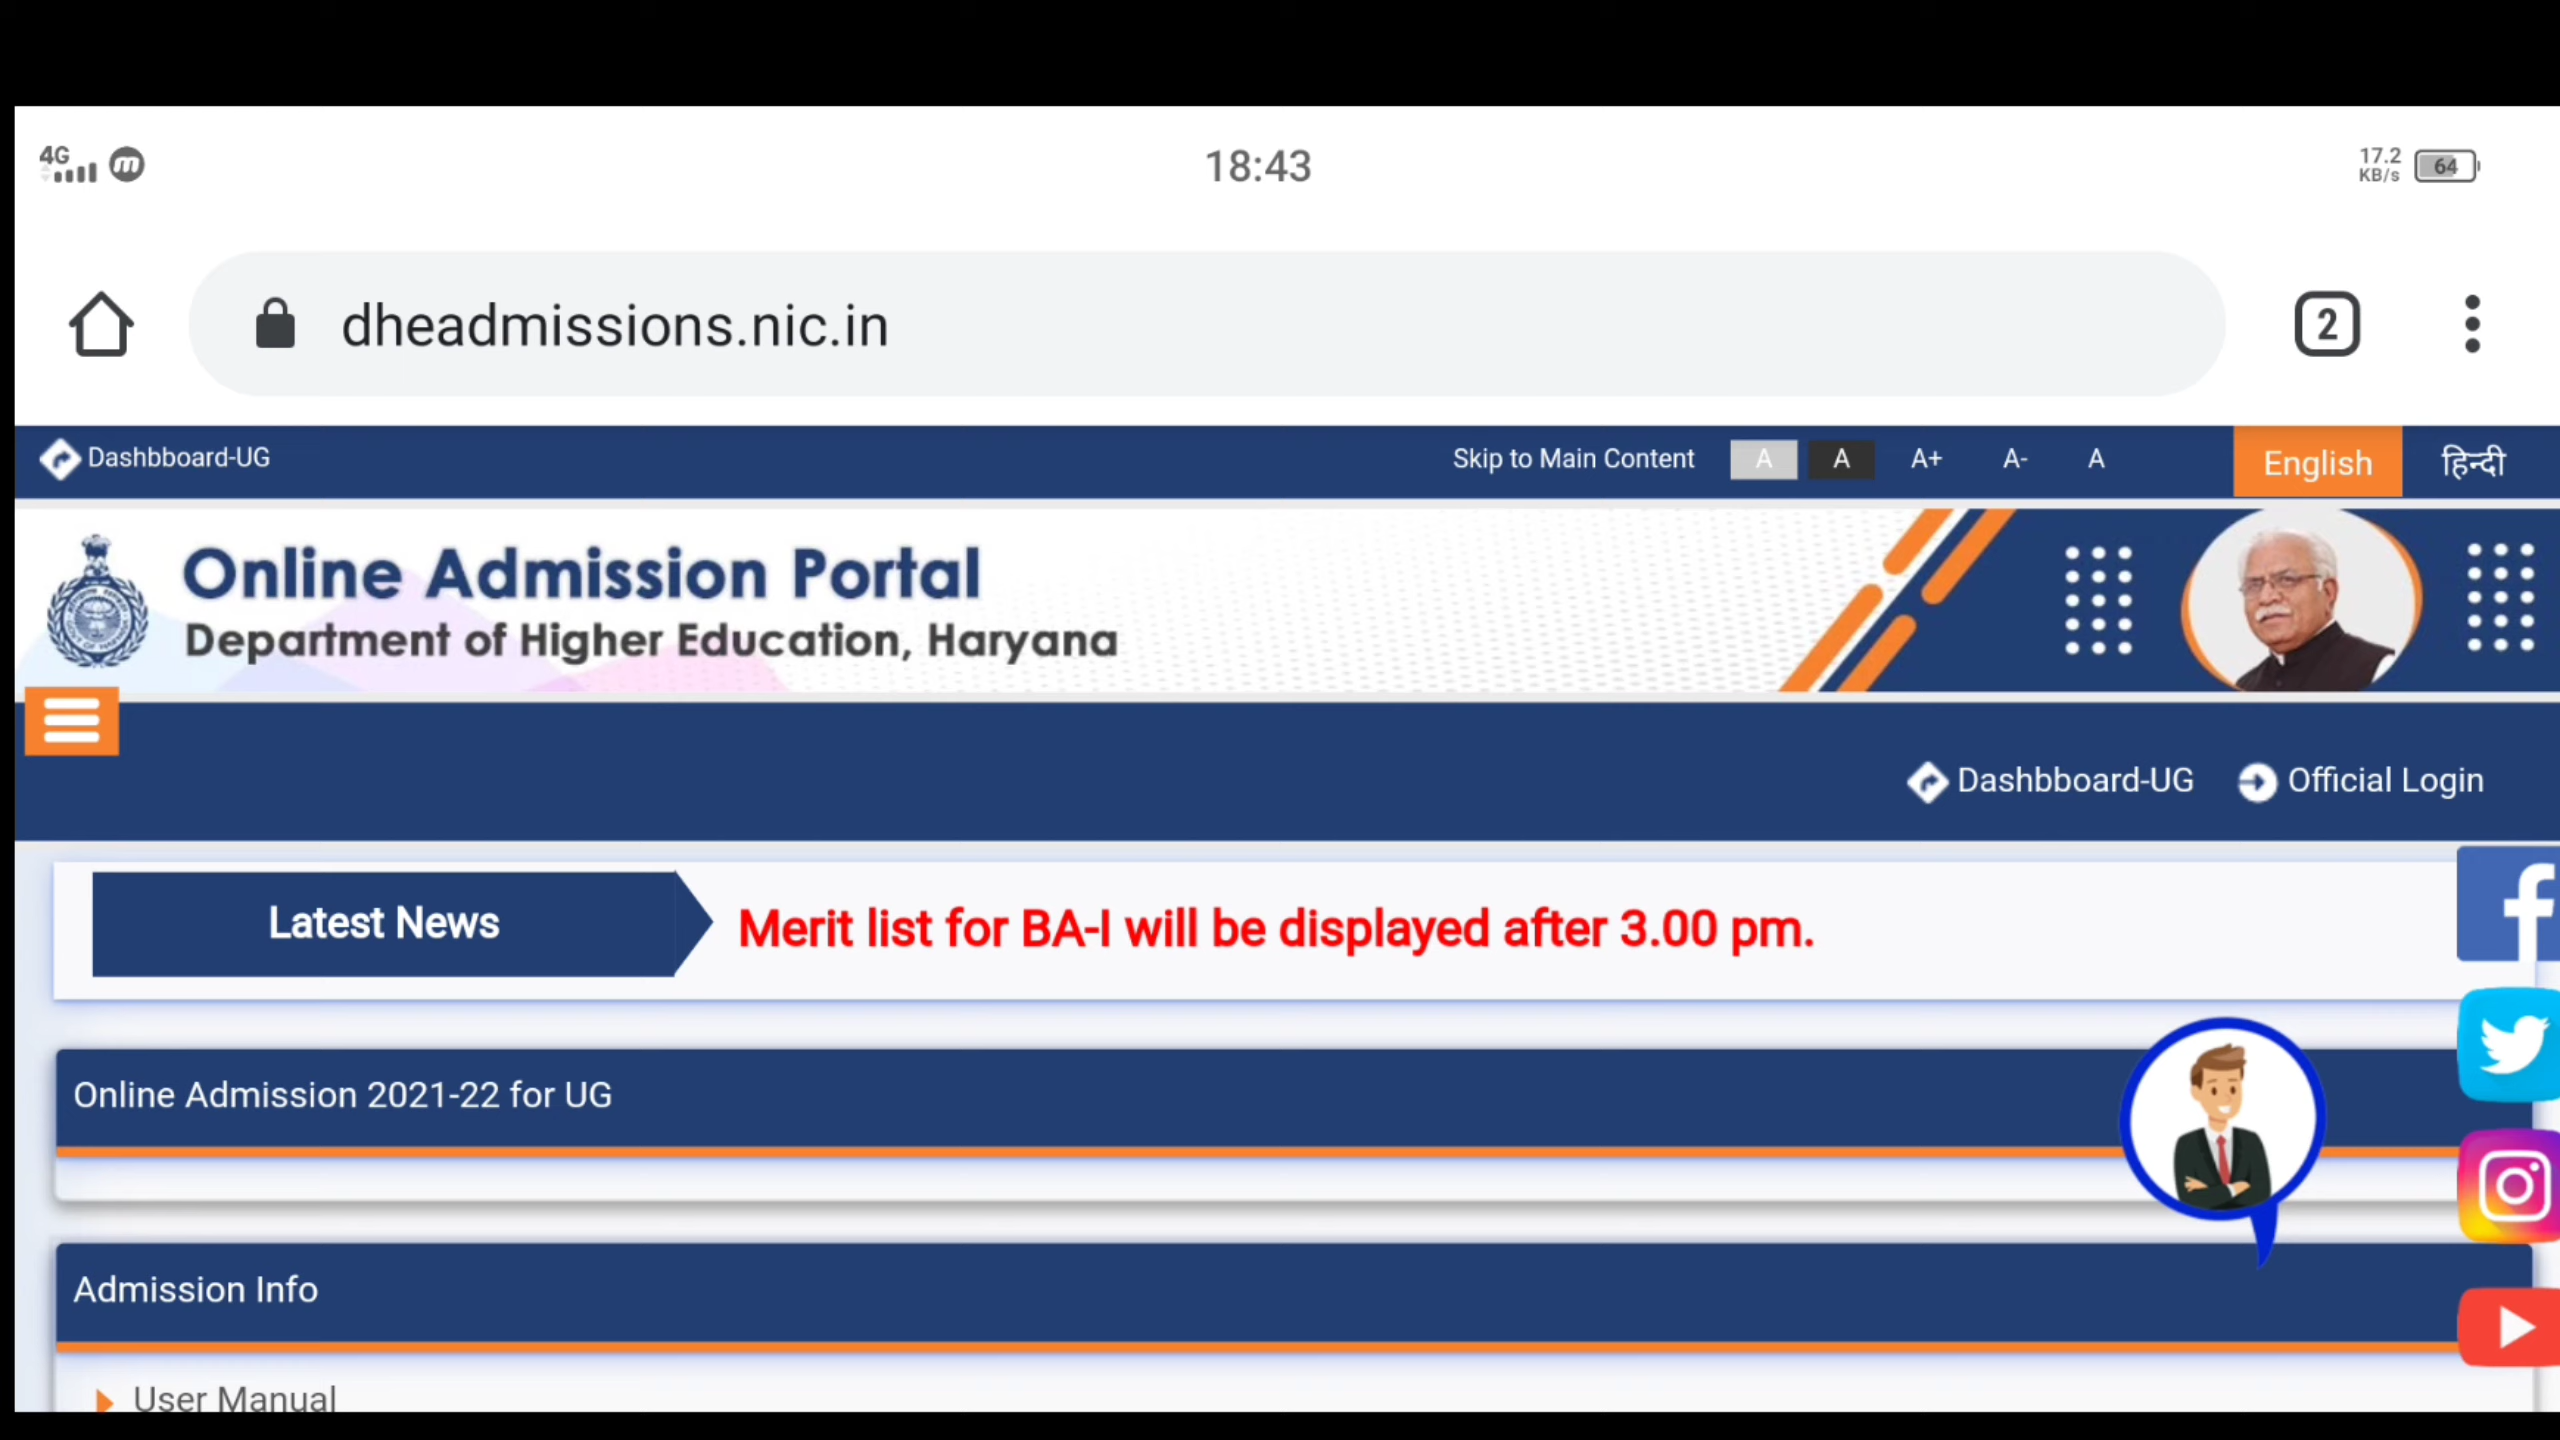 4G
18:43
17.2
KB/s
64
dheadmissions.nic.in
2
Dashbboard-UG
Skip to Main Content
A
A
A+
A-
A
English
हिन्दी
Online Admission Portal
Department of Higher Education, Haryana
Dashbboard-UG
Official Login
Latest News
Merit list for BA-I will be displayed after 3.00 pm.
Online Admission 2021-22 for UG
Admission Info
User Manual